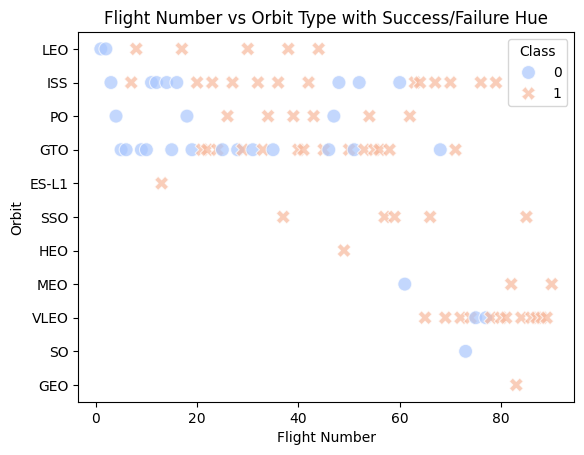 Flight Number vs Orbit Type with Success/Failure Hue
Class
0
1
LEO
ISS
PO
GTO
ES-L1
SSO
HEO
MEO
VLEO
SO
GEO
Orbit
0 20 40 60 80
Flight Number